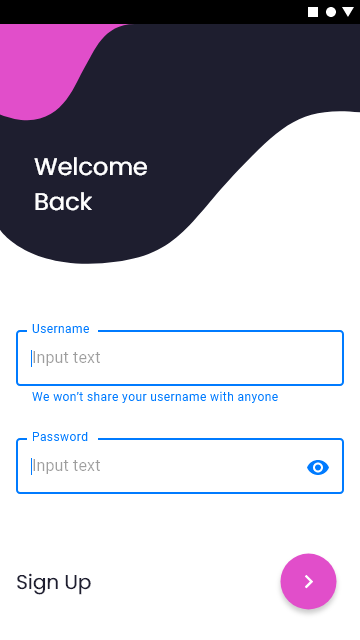 Welcome
Back
Username
Input text
We won't share your username with anyone
Password
Input text
Sign Up